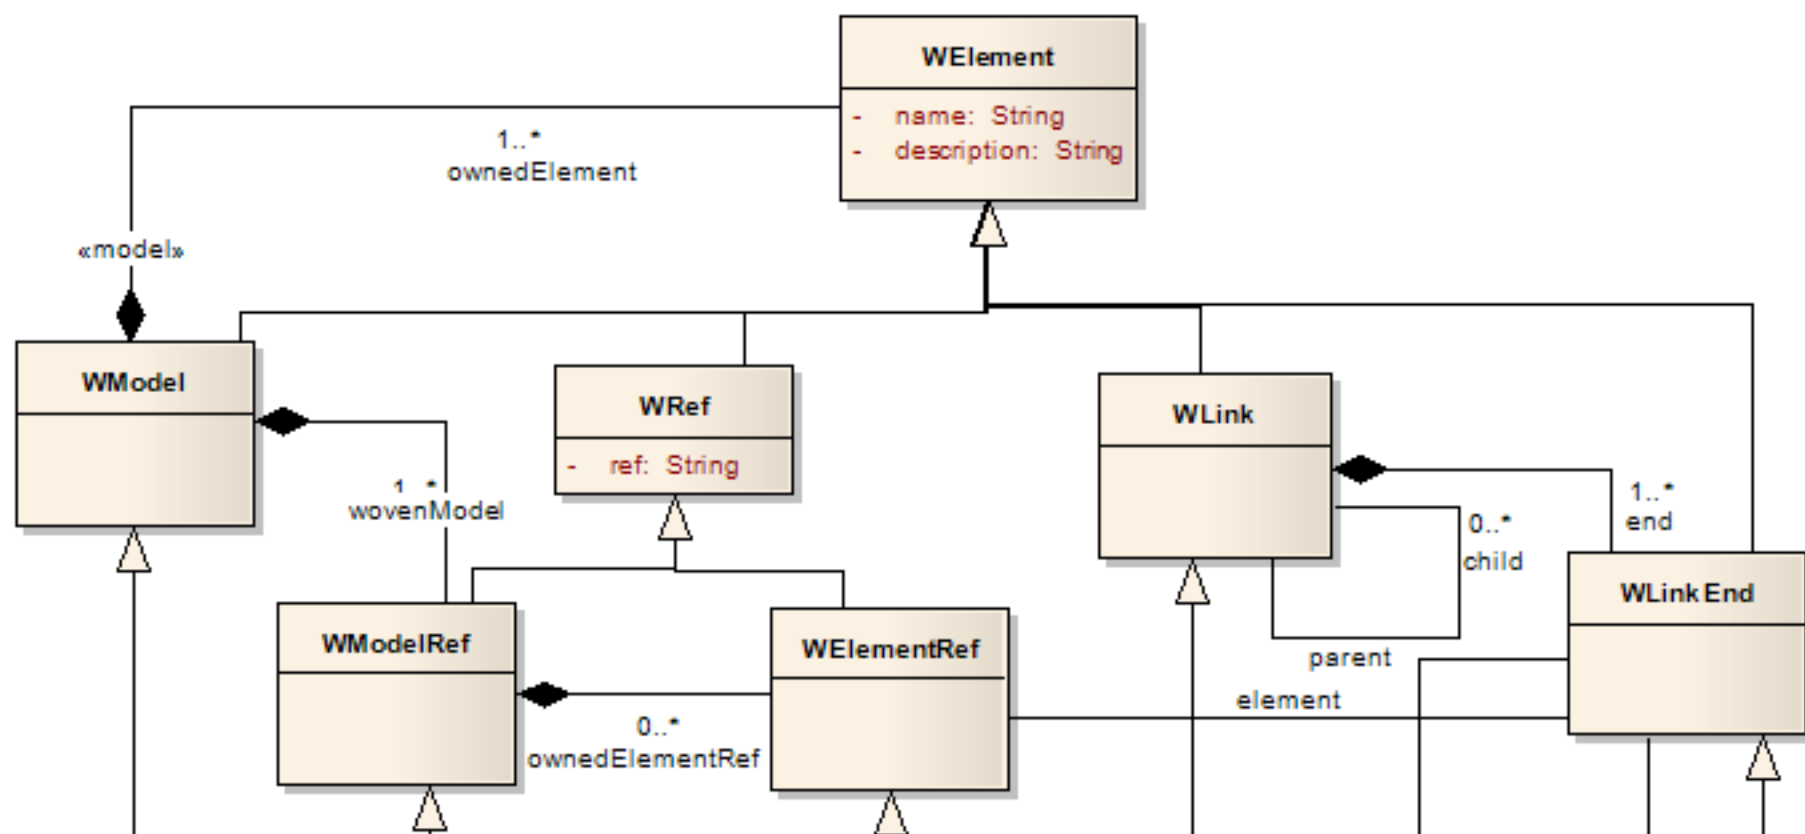 WElement
- name: String
- description: String
1..*
ownedElement
«model»
WModel
WRef
- ref: String
WLink
1..*
wovenModel
1..*
end
0..*
child
WLinkEnd
WModelRef
WElementRef
parent
element
0..*
ownedElementRef